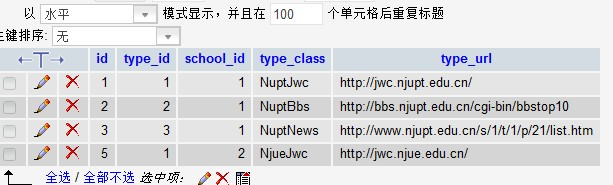 以 水平 模式显示，并且在 100 个单元格后重复标题
主键排序: 无
←T→ id type_id school_id type_class type_url
1 1 1 NuptJwc http://jwc.njupt.edu.cn/
2 2 1 NuptBbs http://bbs.njupt.edu.cn/cgi-bin/bbstop10
3 3 1 NuptNews http://www.njupt.edu.cn/s/1/t/1/p/21/list.htm
5 1 2 NjueJwc http://jwc.njue.edu.cn/
全选 / 全部不选 选中项: